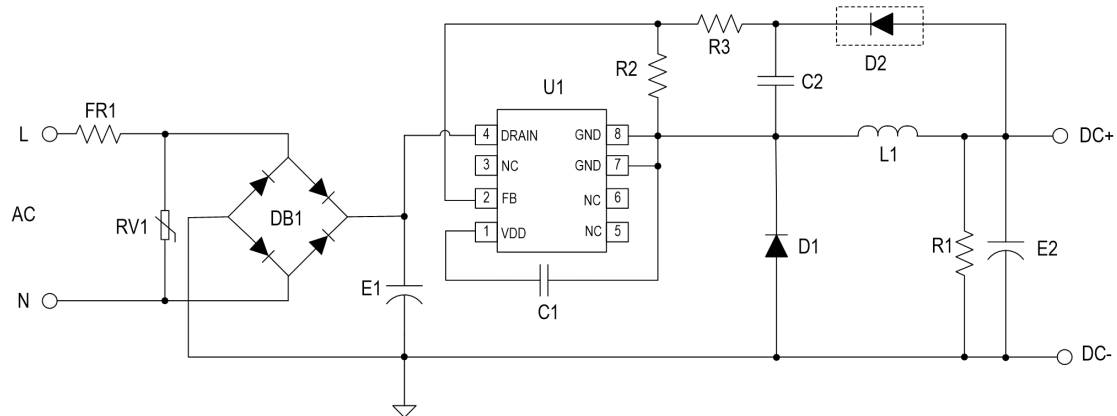 R3
D2
R2
C2
U1
FR1
L
4 DRAIN GND 8
DC+
3 NC GND 7
L1
AC
RV1
DB1
2 FB NC 6
1 VDD NC 5
D1
R1
E2
E1
N
C1
DC-